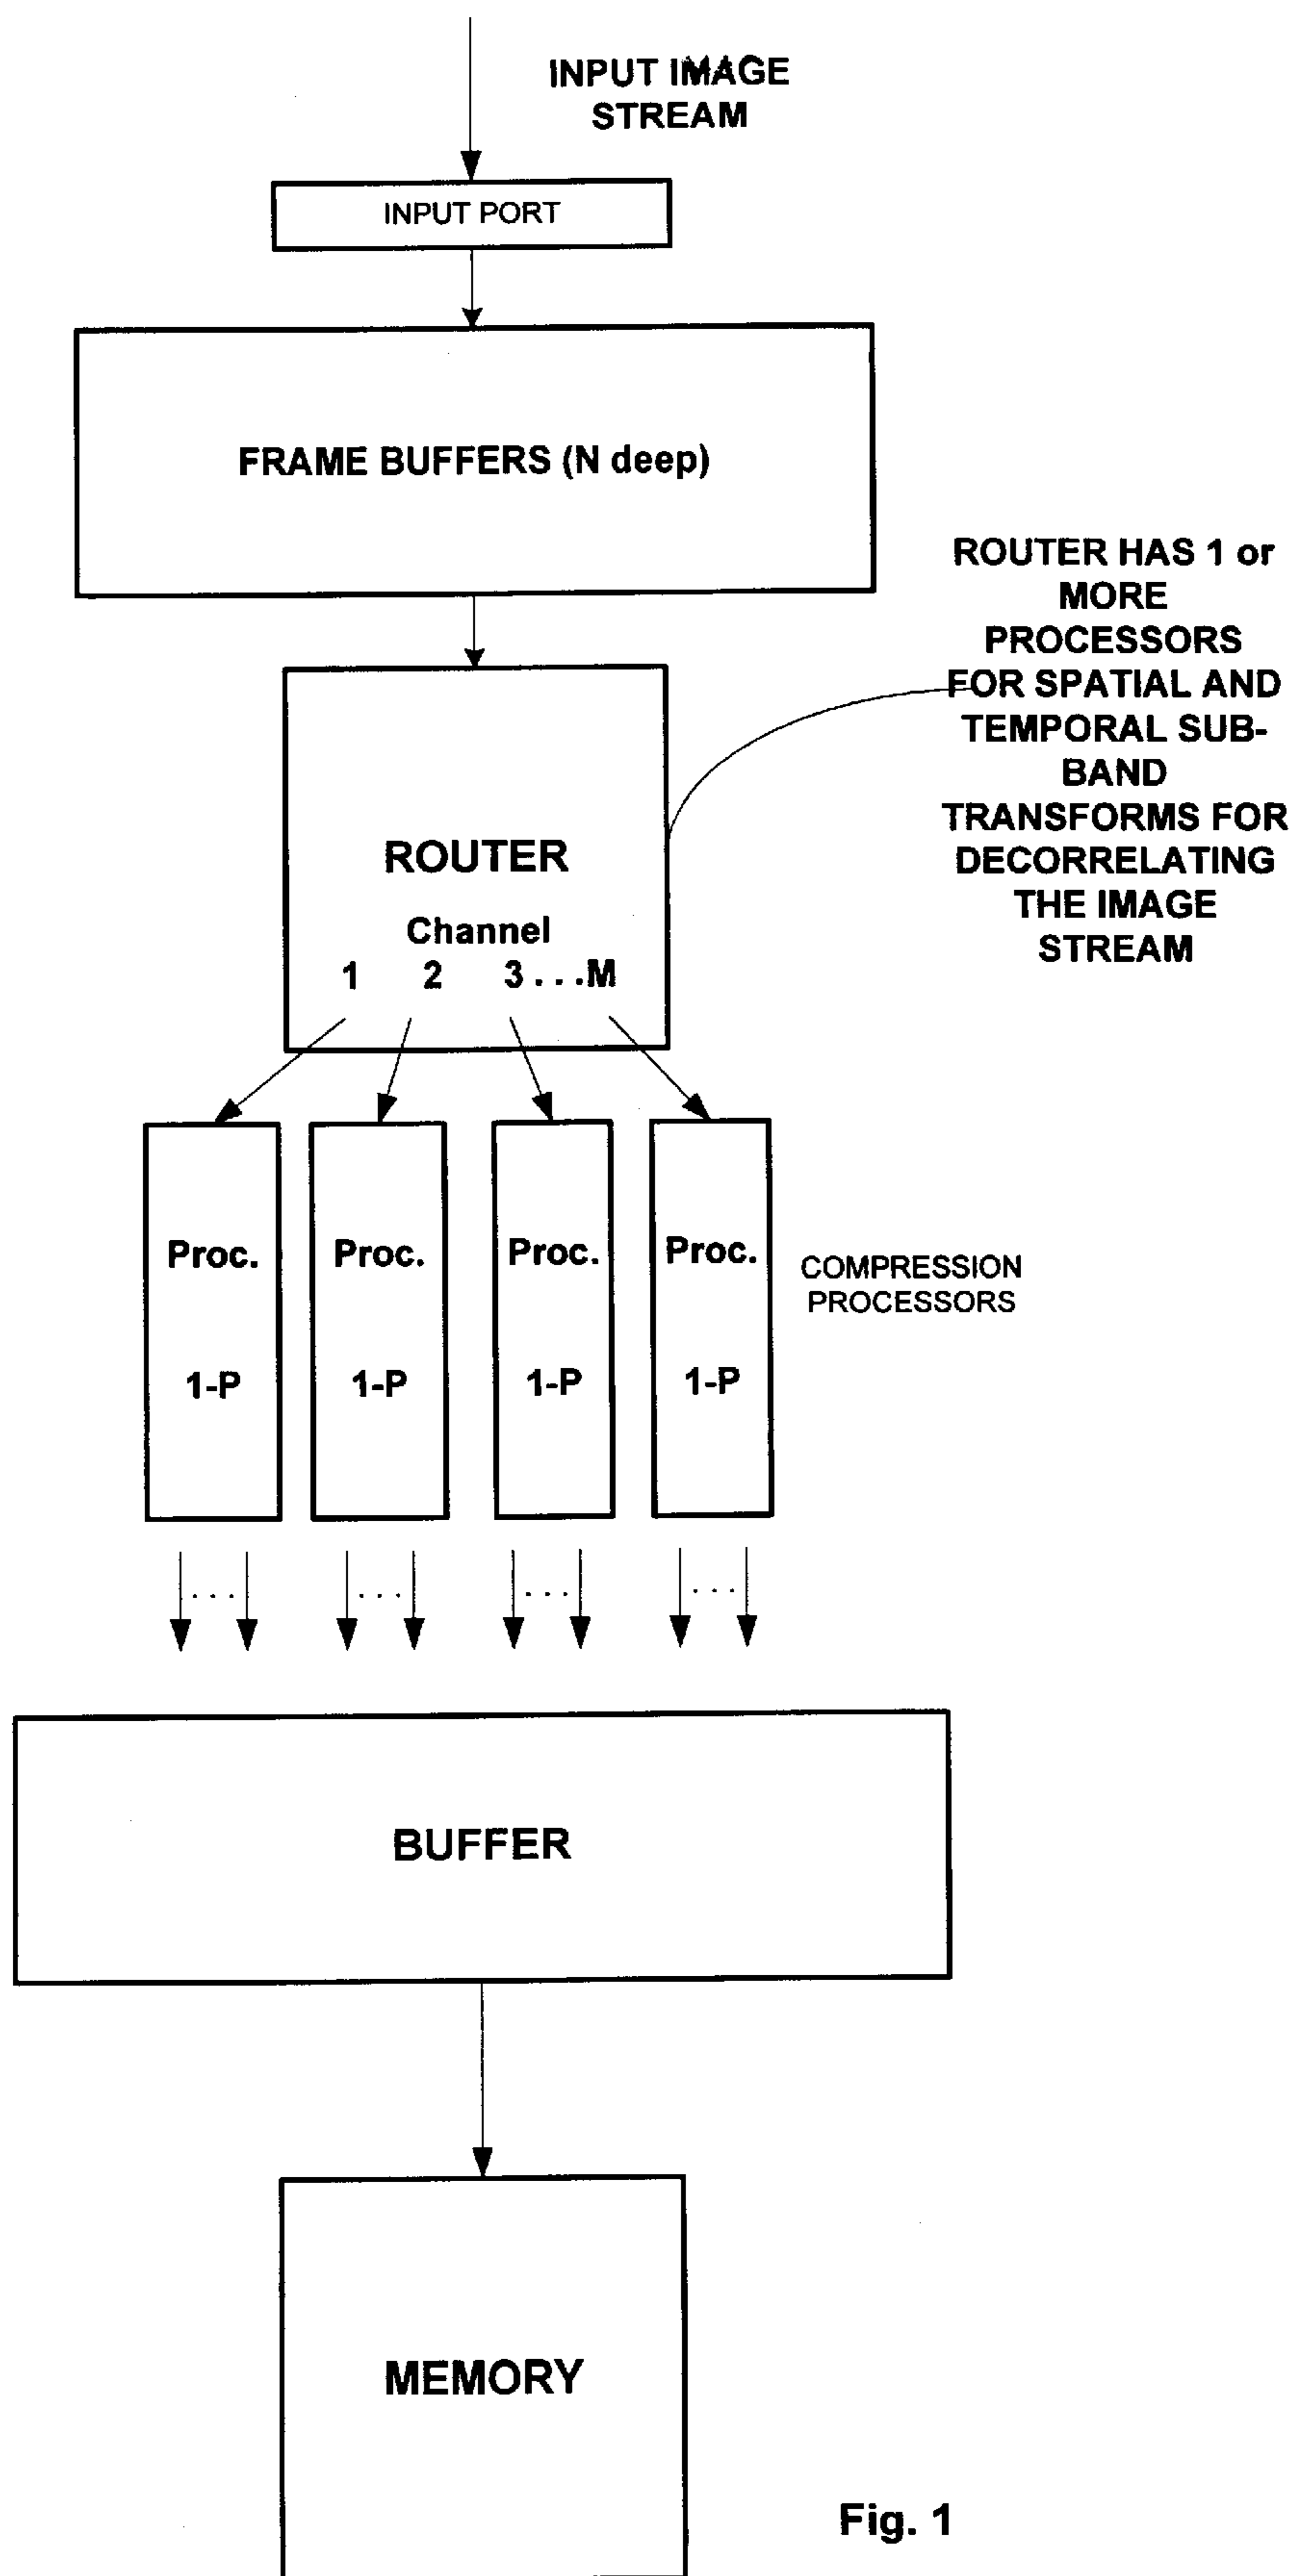 INPUT IMAGE
STREAM
INPUT PORT
FRAME BUFFERS (N deep)
ROUTER HAS 1 or
MORE
PROCESSORS
FOR SPATIAL AND
TEMPORAL SUB-
BAND
TRANSFORMS FOR
DECORRELATING
THE IMAGE
STREAM
ROUTER
Channel
1 2 3 . . . M
Proc. Proc. Proc. Proc.
COMPRESSION
PROCESSORS
1-P 1-P 1-P 1-P
. . . . . . . . . . . .
BUFFER
MEMORY
Fig. 1